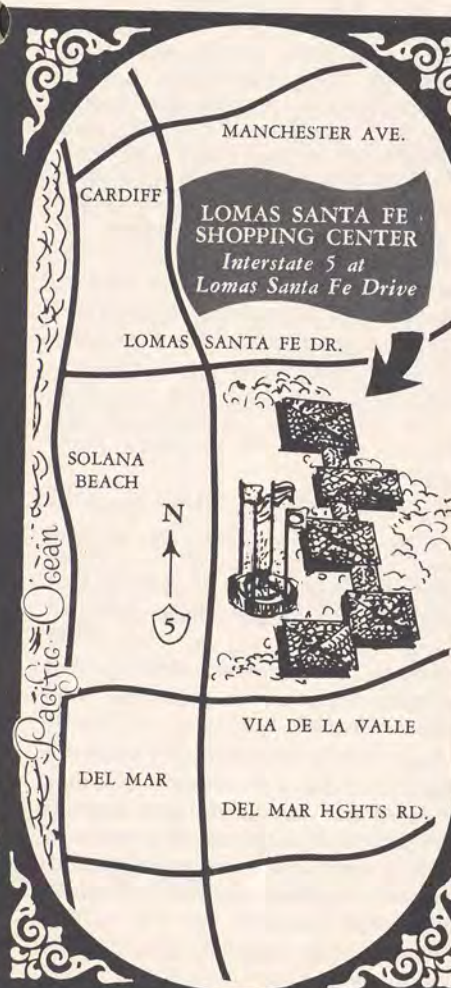 MANCHESTER AVE.
CARDIFF
LOMAS SANTA FE
SHOPPING CENTER
Interstate 5 at
Lomas Santa Fe Drive
LOMAS SANTA FE DR.
SOLANA
BEACH
N
5
Pacific Ocean
VIA DE LA VALLE
DEL MAR
DEL MAR HGHTS RD.